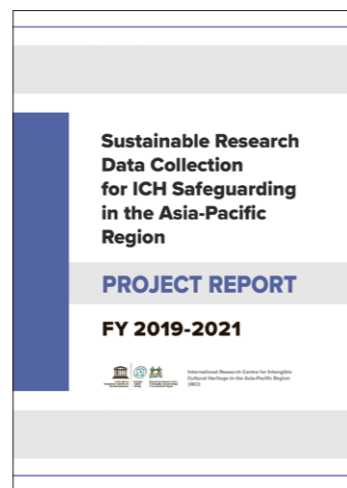 Sustainable Research
Data Collection
for ICH Safeguarding
in the Asia-Pacific
Region
PROJECT REPORT
FY 2019-2021
International Research Centre for Intangible
Cultural Heritage in the Asia-Pacific Region
(IRCI)